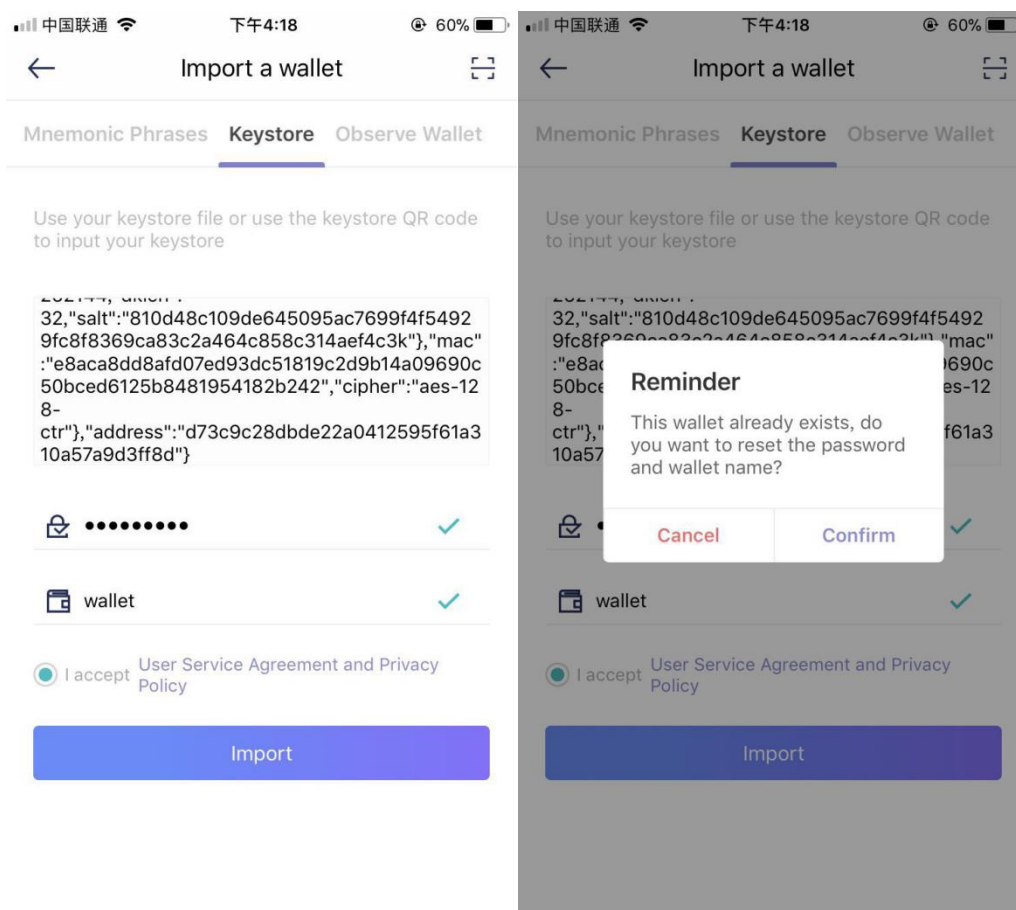 中国联通
下午4:18
60%
Import a wallet
Mnemonic Phrases Keystore Observe Wallet
Use your keystore file or use the keystore QR code
to input your keystore
32,"salt":"810d48c109de645095ac7699f4f5492
9fc8f8369ca83c2a464c858c314aef4c3k"},"mac"
:"e8aca8dd8afd07ed93dc51819c2d9b14a09690c
50bced6125b8481954182b242","cipher":"aes-12
8-
ctr"},"address":"d73c9c28dbde22a0412595f61a3
10a57a9d3ff8d"}
wallet
I accept User Service Agreement and Privacy
Policy
Import
中国联通
下午4:18
60%
Import a wallet
Mnemonic Phrases Keystore Observe Wallet
Use your keystore file or use the keystore QR code
to input your keystore
32,"salt":"810d48c109de645095ac7699f4f5492
:"e8ac
50bce
es-12
8-
ctr"},"
f61a3
10a57
Reminder
This wallet already exists, do
you want to reset the password
and wallet name?
Cancel Confirm
wallet
I accept User Service Agreement and Privacy
Policy
Import